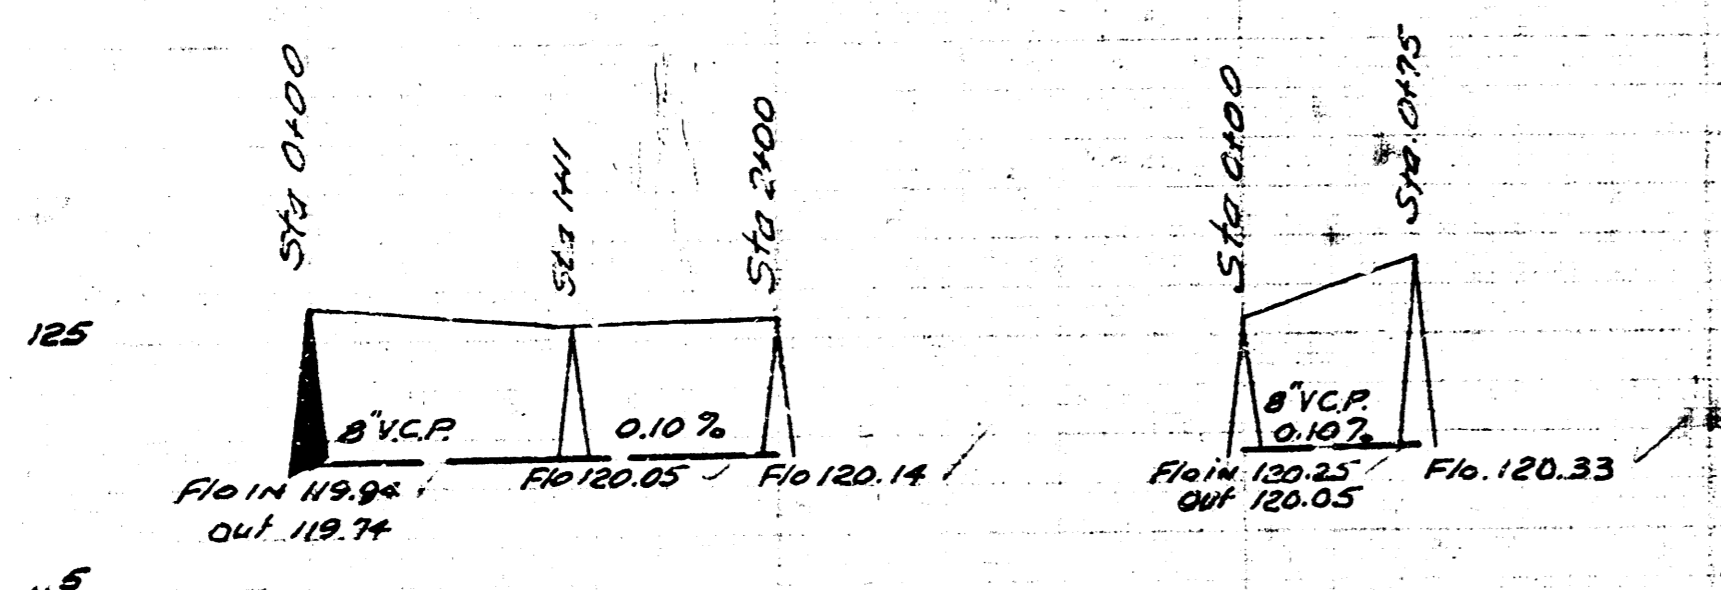 Sta 0+00
Sta 1+11
Sta 2+00
125
8" V.C.P.
0.10 %
Flo IN 119.94
Out 119.74
Flo 120.05
Flo 120.14
Sta 0+00
Sta. 0+75
8" V.C.P.
0.10 %
Flo in 120.25
Out 120.05
Flo. 120.33